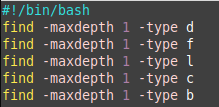 #!/bin/bash
find -maxdepth 1 -type d
find -maxdepth 1 -type f
find -maxdepth 1 -type l
find -maxdepth 1 -type c
find -maxdepth 1 -type b